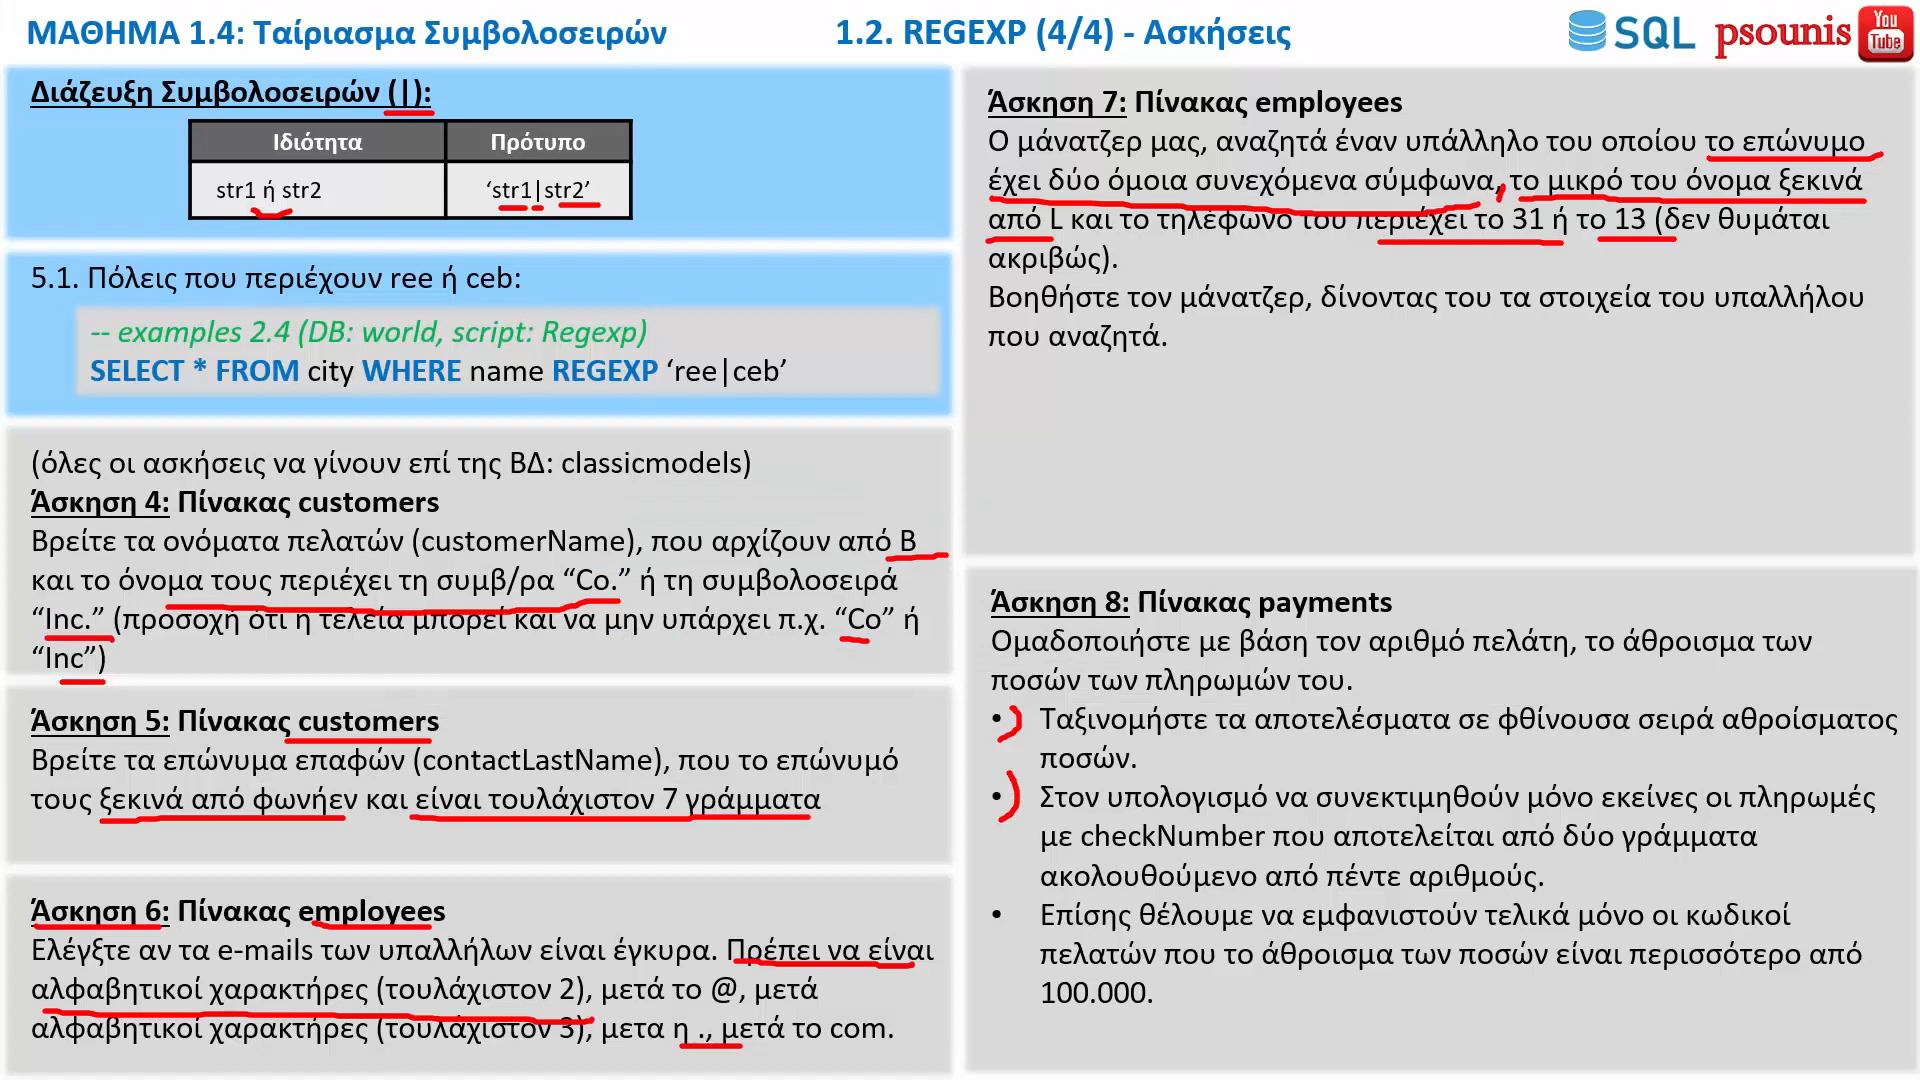 ΜΑΘΗΜΑ 1.4: Ταίριασμα Συμβολοσειρών
1.2. REGEXP (4/4) - Ασκήσεις
SQL psounis You Tube
Διάζευξη Συμβολοσειρών (|):
Ιδιότητα Πρότυπο
str1 ή str2 ‘str1|str2’
5.1. Πόλεις που περιέχουν ree ή ceb:
-- examples 2.4 (DB: world, script: Regexp)
SELECT * FROM city WHERE name REGEXP ‘ree|ceb’
(όλες οι ασκήσεις να γίνουν επί της ΒΔ: classicmodels)
Άσκηση 4: Πίνακας customers
Βρείτε τα ονόματα πελατών (customerName), που αρχίζουν από B
και το όνομα τους περιέχει τη συμβ/ρα “Co.” ή τη συμβολοσειρά
“Inc.” (προσοχή ότι η τελεία μπορεί και να μην υπάρχει π.χ. “Co” ή
“Inc”)
Άσκηση 5: Πίνακας customers
Βρείτε τα επώνυμα επαφών (contactLastName), που το επώνυμό
τους ξεκινά από φωνήεν και είναι τουλάχιστον 7 γράμματα
Άσκηση 6: Πίνακας employees
Ελέγξτε αν τα e-mails των υπαλλήλων είναι έγκυρα. Πρέπει να είναι
αλφαβητικοί χαρακτήρες (τουλάχιστον 2), μετά το @, μετά
αλφαβητικοί χαρακτήρες (τουλάχιστον 3), μετα η ., μετά το com.
Άσκηση 7: Πίνακας employees
Ο μάνατζερ μας, αναζητά έναν υπάλληλο του οποίου το επώνυμο
έχει δύο όμοια συνεχόμενα σύμφωνα, το μικρό του όνομα ξεκινά
από L και το τηλέφωνο του περιέχει το 31 ή το 13 (δεν θυμάται
ακριβώς).
Βοηθήστε τον μάνατζερ, δίνοντας του τα στοιχεία του υπαλλήλου
που αναζητά.
Άσκηση 8: Πίνακας payments
Ομαδοποιήστε με βάση τον αριθμό πελάτη, το άθροισμα των
ποσών των πληρωμών του.
• Ταξινομήστε τα αποτελέσματα σε φθίνουσα σειρά αθροίσματος
ποσών.
• Στον υπολογισμό να συνεκτιμηθούν μόνο εκείνες οι πληρωμές
με checkNumber που αποτελείται από δύο γράμματα
ακολουθούμενο από πέντε αριθμούς.
• Επίσης θέλουμε να εμφανιστούν τελικά μόνο οι κωδικοί
πελατών που το άθροισμα των ποσών είναι περισσότερο από
100.000.